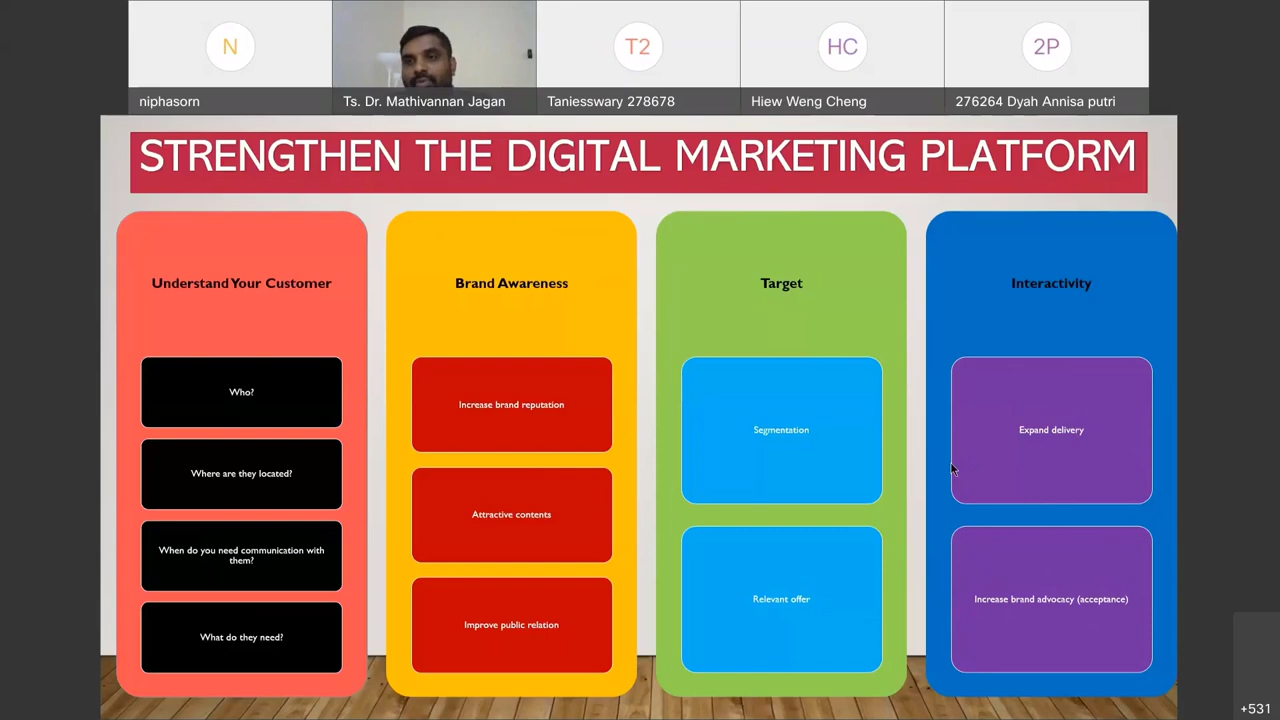 N
T2
HC
2P
niphasorn
Ts. Dr. Mathivannan Jagan
Taniesswary 278678
Hiew Weng Cheng
276264 Dyah Annisa putri
STRENGTHEN THE DIGITAL MARKETING PLATFORM
Understand Your Customer
Who?
Where are they located?
When do you need communication with
them?
What do they need?
Brand Awareness
Increase brand reputation
Attractive contents
Improve public relation
Target
Segmentation
Relevant offer
Interactivity
Expand delivery
Increase brand advocacy (acceptance)
+531